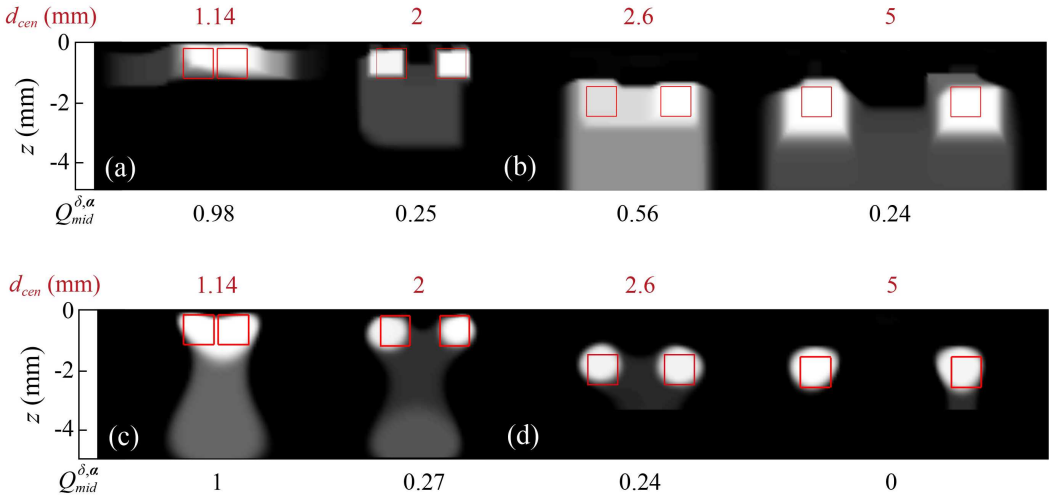 d_cen (mm) 1.14 2 2.6 5
0
-2
-4
z (mm)
(a) (b)
Q_mid^δ,α 0.98 0.25 0.56 0.24
d_cen (mm) 1.14 2 2.6 5
0
-2
-4
z (mm)
(c) (d)
Q_mid^δ,α 1 0.27 0.24 0